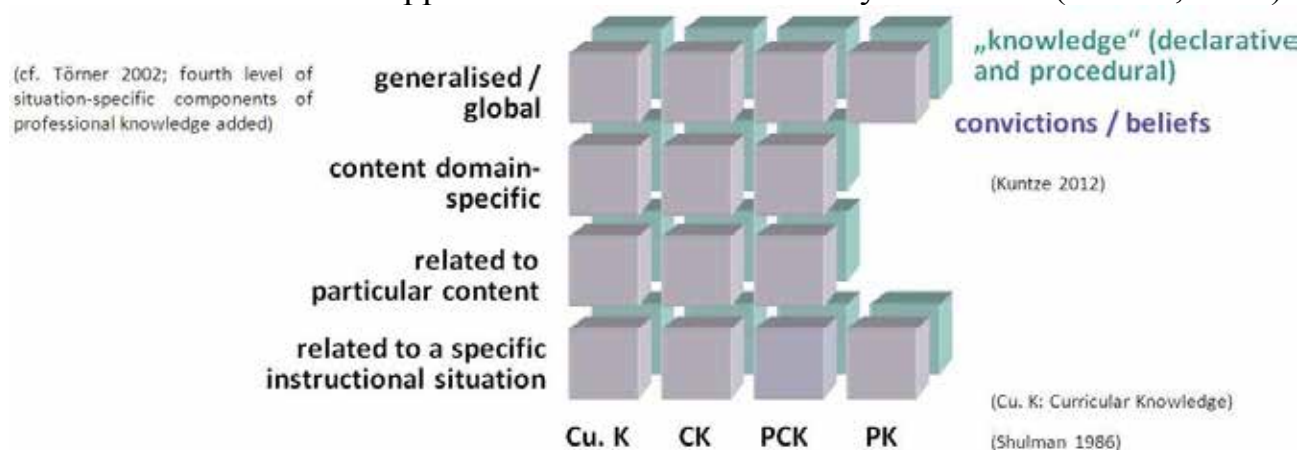 (cf. Törner 2002; fourth level of
situation-specific components of
professional knowledge added)
generalised /
global
„knowledge“ (declarative
and procedural)
convictions / beliefs
content domain-
specific
(Kuntze 2012)
related to
particular content
related to a specific
instructional situation
(Cu. K: Curricular Knowledge)
Cu. K CK PCK PK
(Shulman 1986)